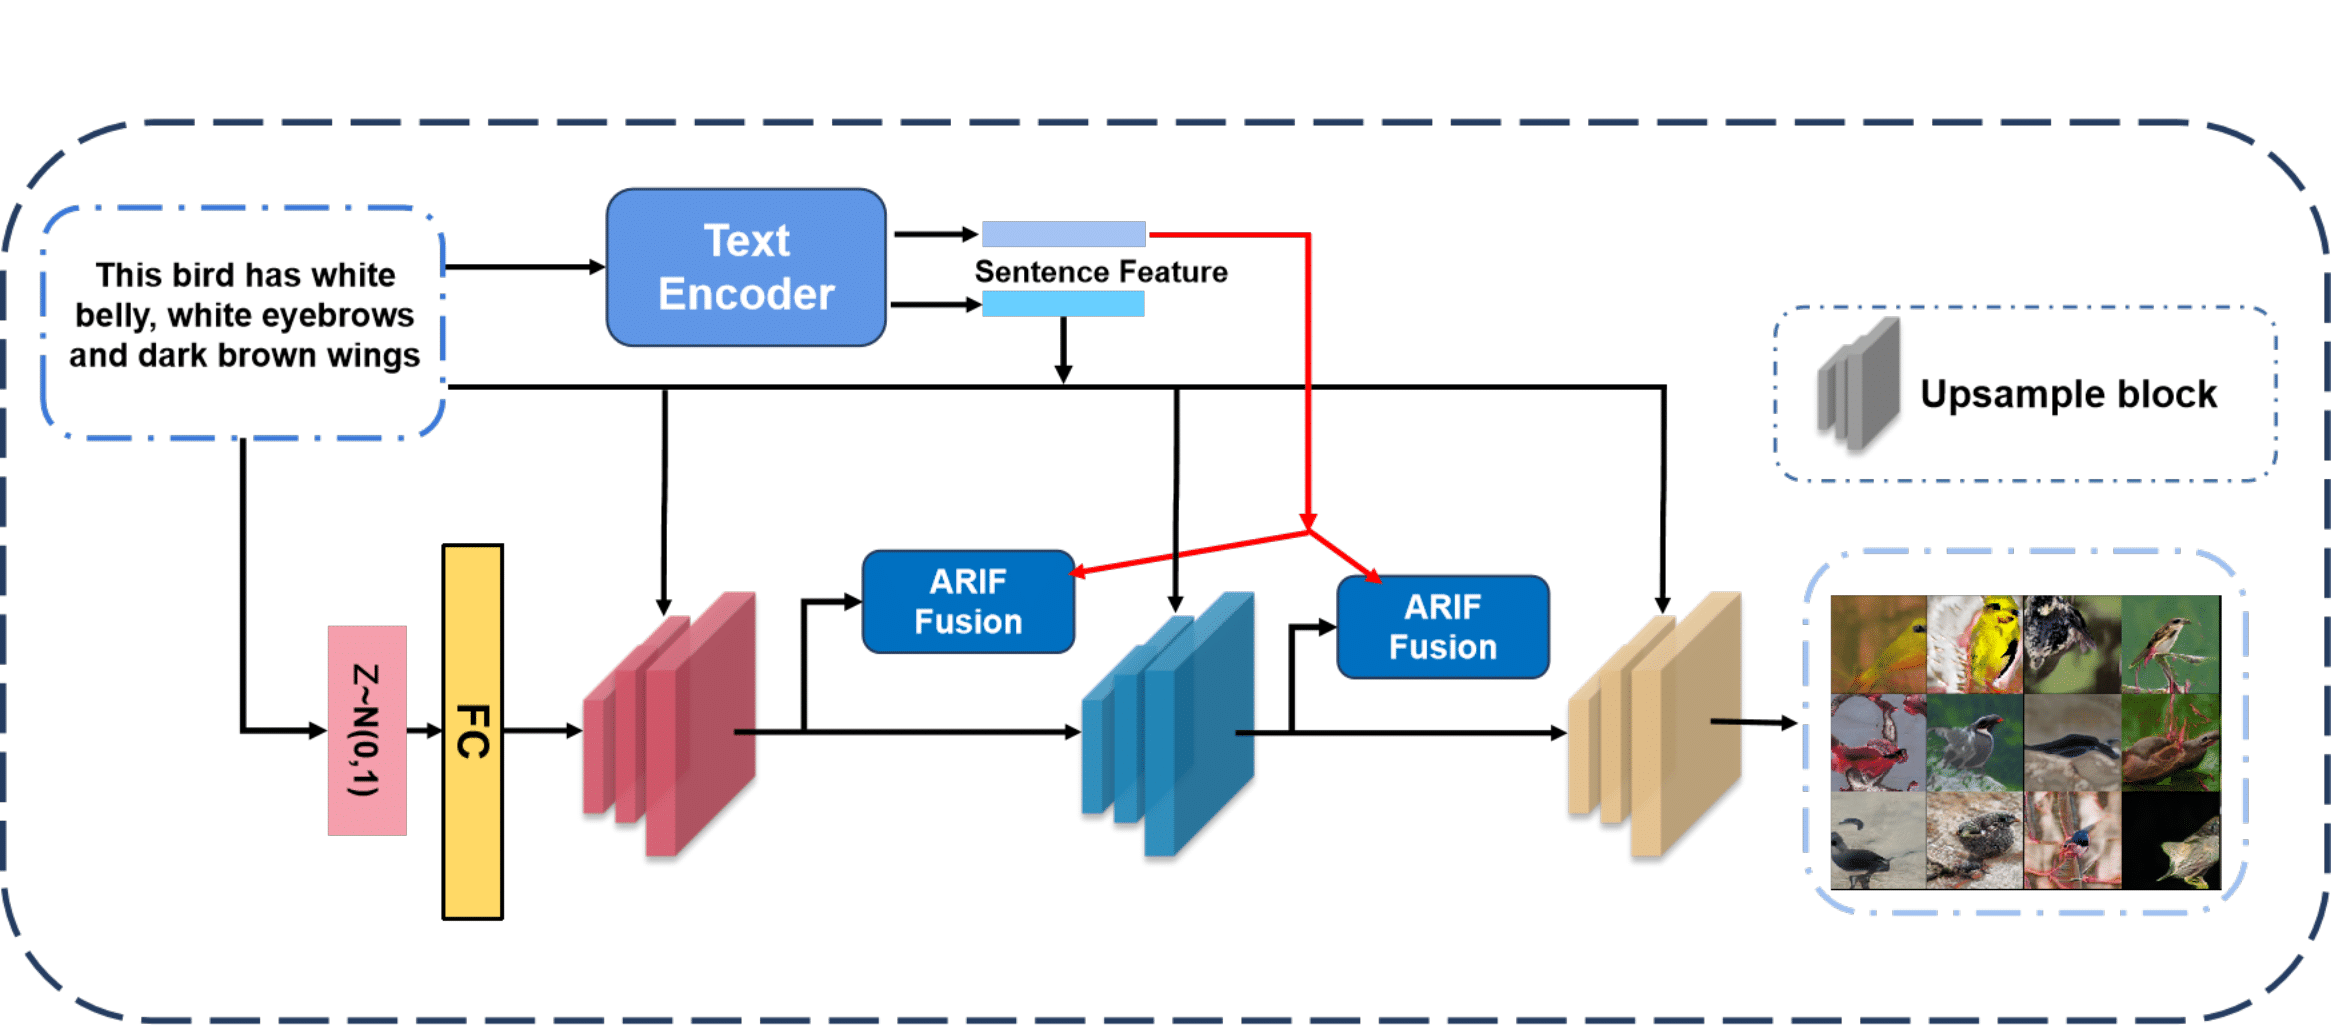 This bird has white
belly, white eyebrows
and dark brown wings
Text
Encoder
Sentence Feature
Upsample block
ARIF
Fusion
ARIF
Fusion
Z~N(0,1)
FC